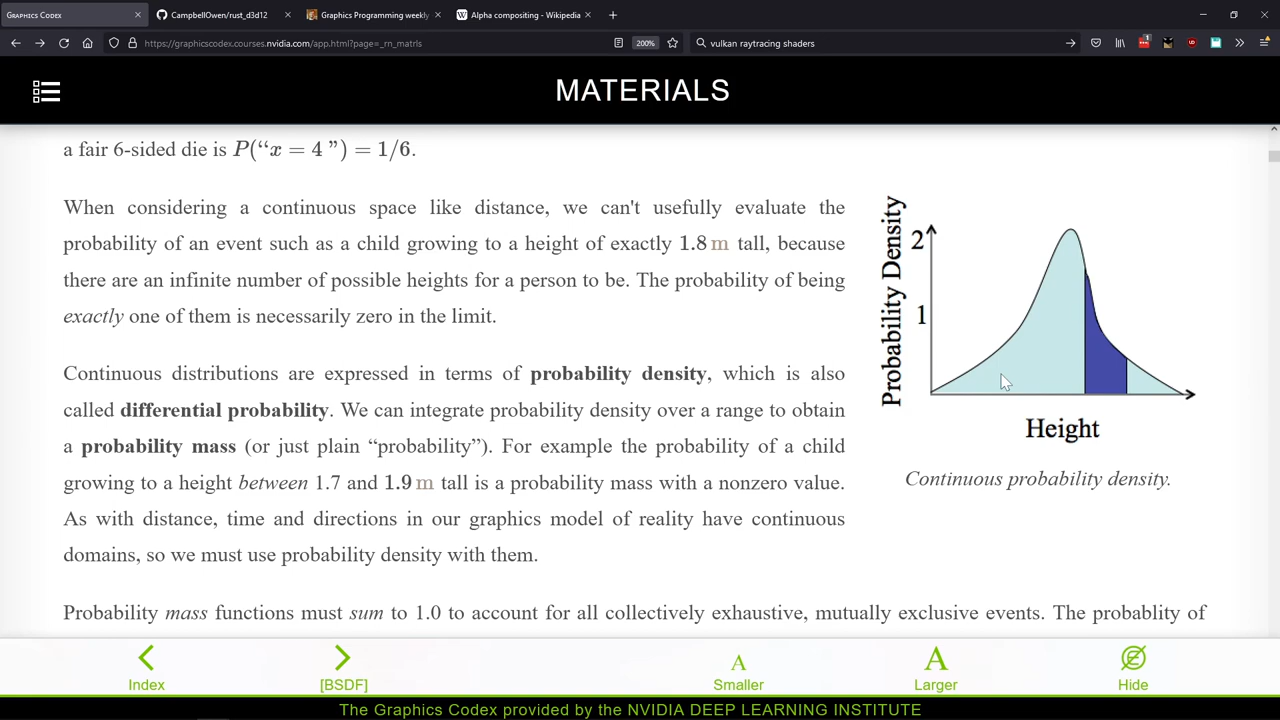 GRAPHICS CODEX
CampbellOwen/rust_d3d12
Graphics Programming weekly
Alpha compositing - Wikipedia
https://graphicscodex.courses.nvidia.com/app.html?page=_rn_matrls
200%
vulkan raytracing shaders
MATERIALS
a fair 6-sided die is P(“x = 4 ”) = 1/6.
When considering a continuous space like distance, we can't usefully evaluate the
probability of an event such as a child growing to a height of exactly 1.8 m tall, because
there are an infinite number of possible heights for a person to be. The probability of being
exactly one of them is necessarily zero in the limit.
Continuous distributions are expressed in terms of probability density, which is also
called differential probability. We can integrate probability density over a range to obtain
a probability mass (or just plain “probability”). For example the probability of a child
growing to a height between 1.7 and 1.9 m tall is a probability mass with a nonzero value.
As with distance, time and directions in our graphics model of reality have continuous
domains, so we must use probability density with them.
Probability Density
2
1
Height
Continuous probability density.
Probability mass functions must sum to 1.0 to account for all collectively exhaustive, mutually exclusive events. The probablity of
Index
[BSDF]
A
Smaller
A
Larger
Hide
The Graphics Codex provided by the NVIDIA DEEP LEARNING INSTITUTE